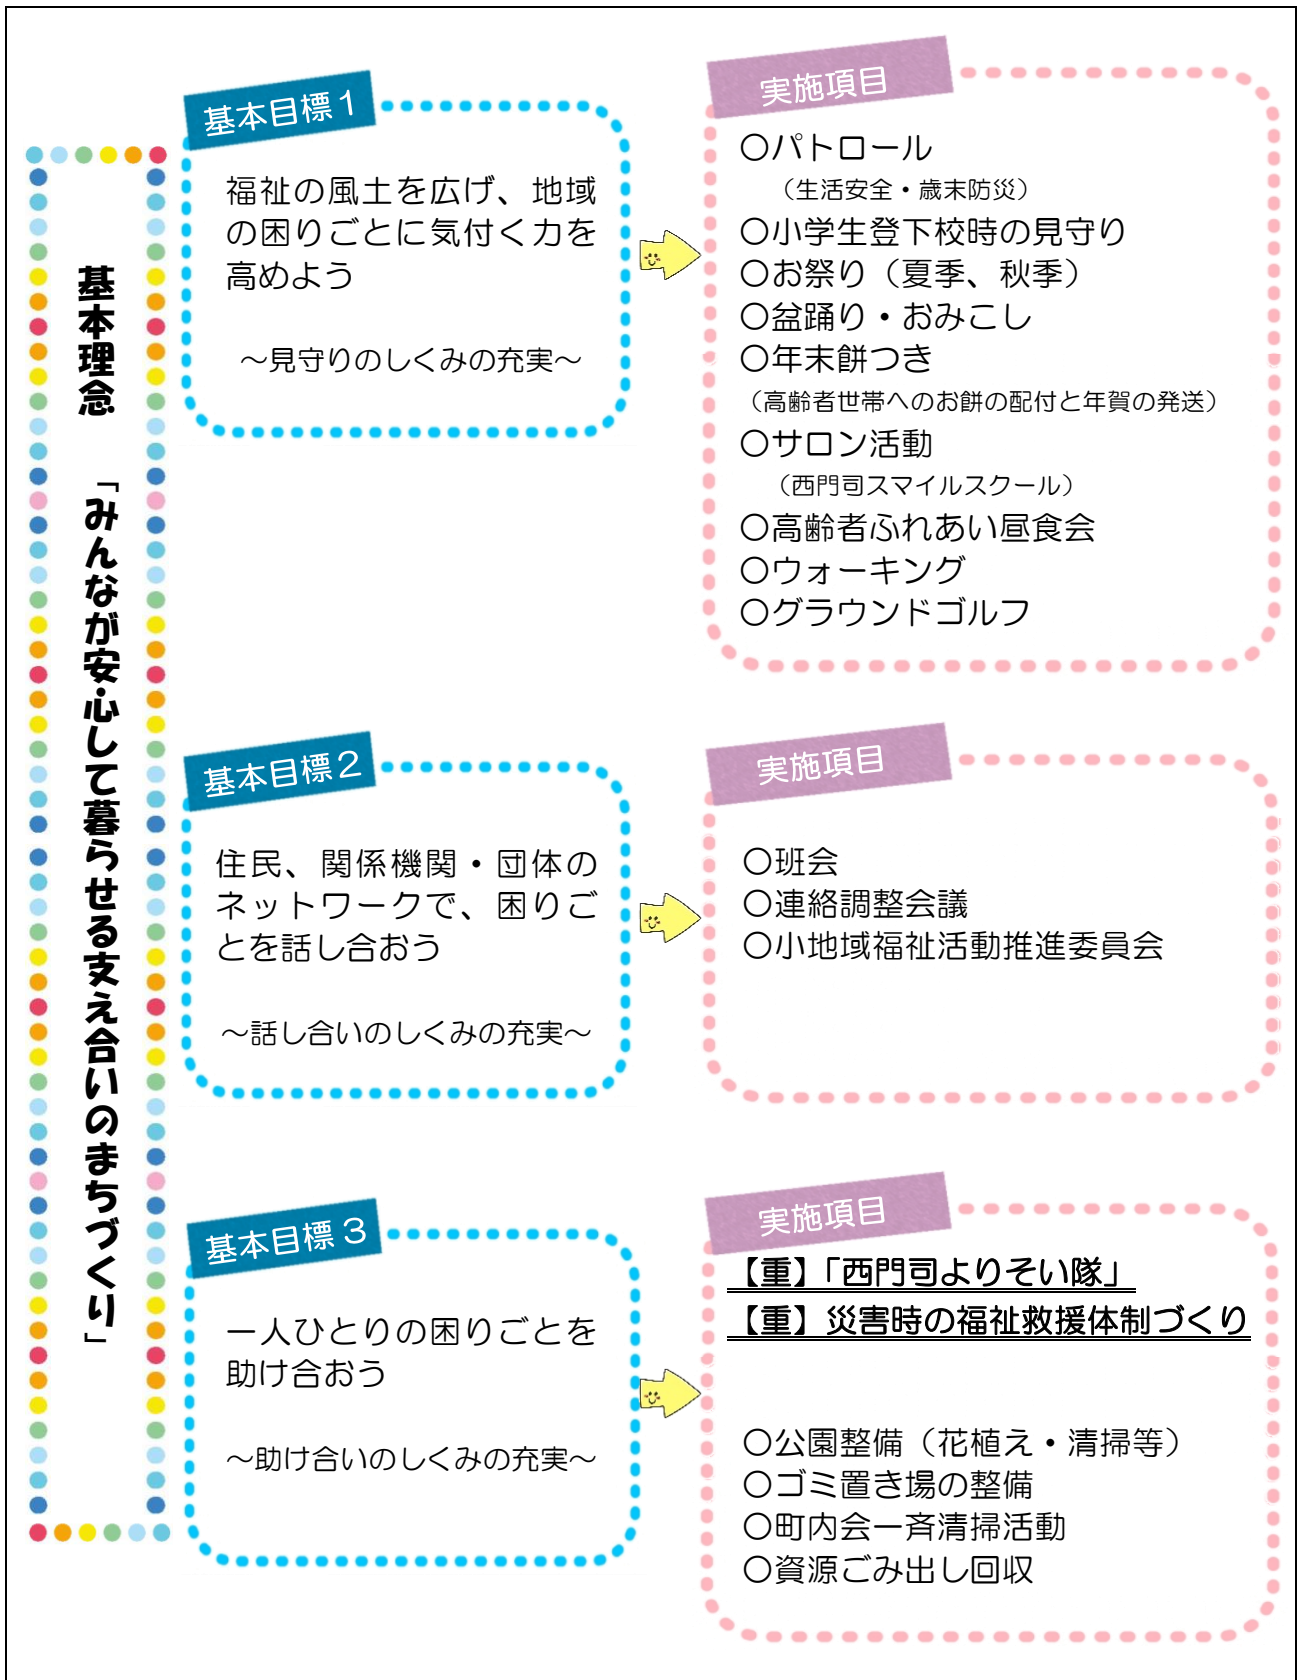 基本理念 「みんなが安心して暮らせる支え合いのまちづくり」
基本目標１
福祉の風土を広げ、地域
の困りごとに気付く力を
高めよう
～見守りのしくみの充実～
実施項目
○パトロール
（生活安全・歳末防災）
○小学生登下校時の見守り
○お祭り（夏季、秋季）
○盆踊り・おみこし
○年末餅つき
（高齢者世帯へのお餅の配付と年賀の発送）
○サロン活動
（西門司スマイルスクール）
○高齢者ふれあい昼食会
○ウォーキング
○グラウンドゴルフ
基本目標２
住民、関係機関・団体の
ネットワークで、困りご
とを話し合おう
～話し合いのしくみの充実～
実施項目
○班会
○連絡調整会議
○小地域福祉活動推進委員会
基本目標３
一人ひとりの困りごとを
助け合おう
～助け合いのしくみの充実～
実施項目
【重】「西門司よりそい隊」
【重】災害時の福祉救援体制づくり
○公園整備（花植え・清掃等）
○ゴミ置き場の整備
○町内会一斉清掃活動
○資源ごみ出し回収